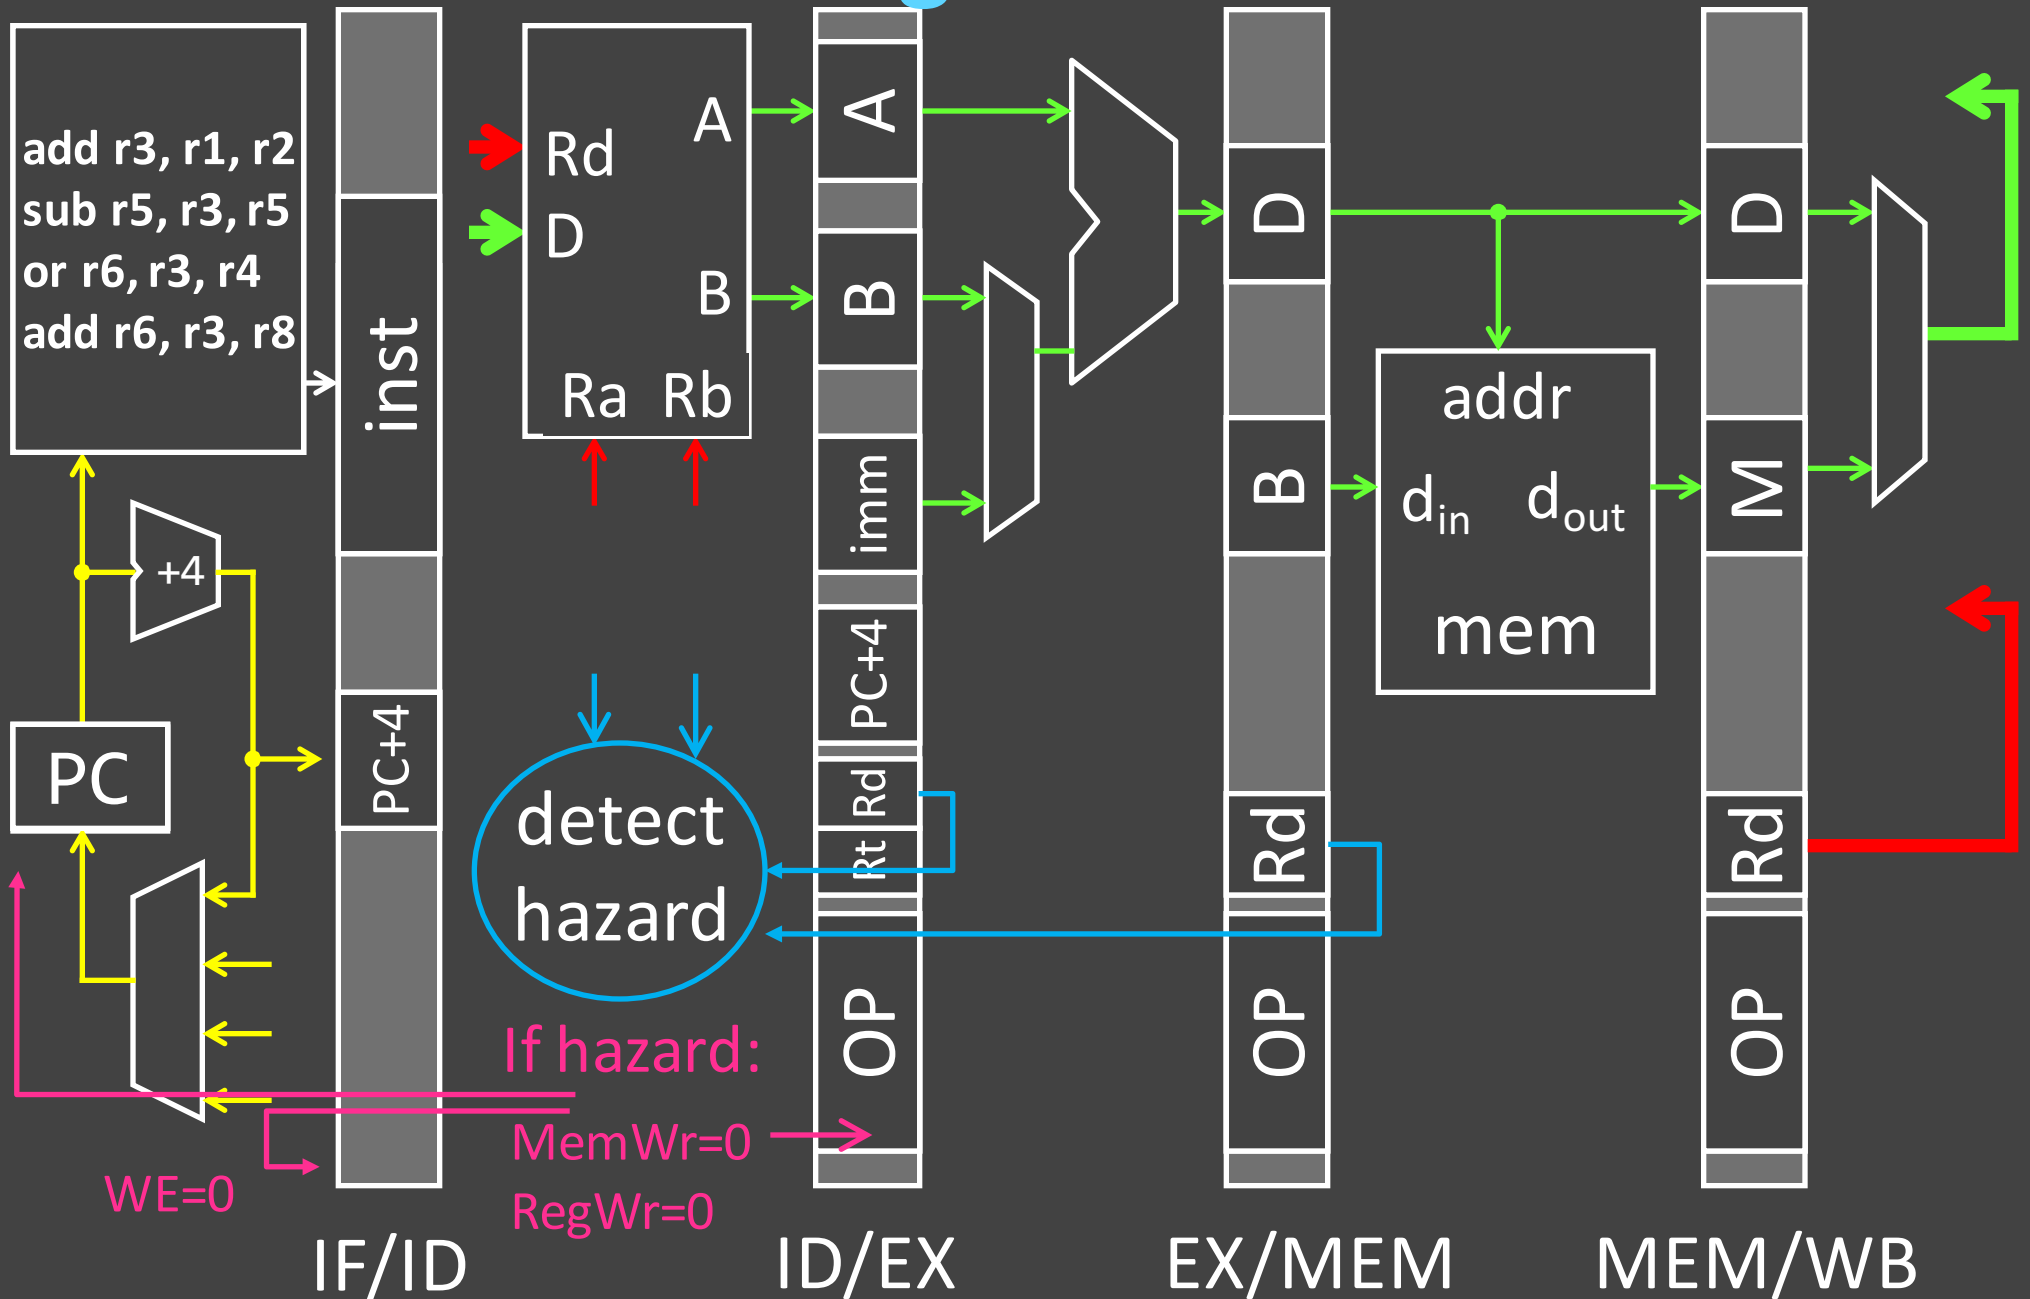 add r3, r1, r2
sub r5, r3, r5
or r6, r3, r4
add r6, r3, r8
+4
PC
WE=0
inst
PC+4
IF/ID
Rd
D
A
B
Ra Rb
detect
hazard
If hazard:
MemWr=0
RegWr=0
A
B
imm
PC+4
Rd
Rt
OP
ID/EX
D
B
Rd
OP
EX/MEM
addr
din dout
mem
D
M
Rd
OP
MEM/WB